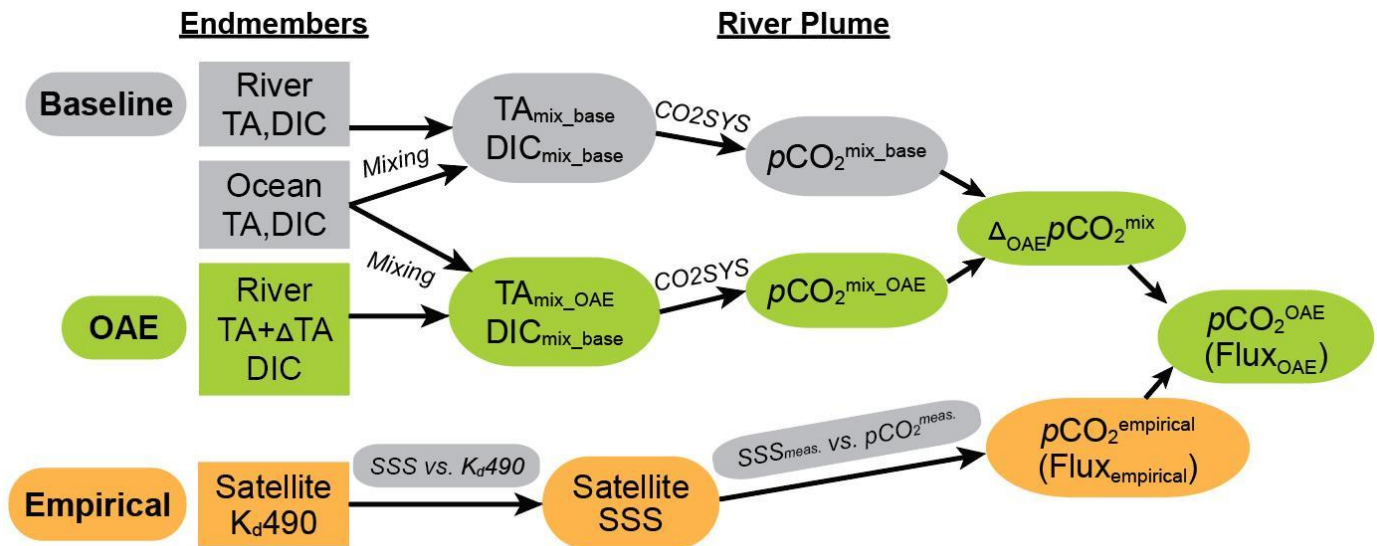 Endmembers
River Plume
Baseline
River
TA,DIC
Mixing
TAmix_base
DICmix_base
CO2SYS
pCO₂mix_base
Ocean
TA,DIC
ΔOAEpCO₂mix
OAE
River
TA+ΔTA
DIC
Mixing
TAmix_OAE
DICmix_base
CO2SYS
pCO₂mix_OAE
pCO₂OAE
(FluxOAE)
Empirical
Satellite
Kd490
SSS vs. Kd490
Satellite
SSS
SSSmeas. vs. pCO₂meas.
pCO₂empirical
(Fluxempirical)